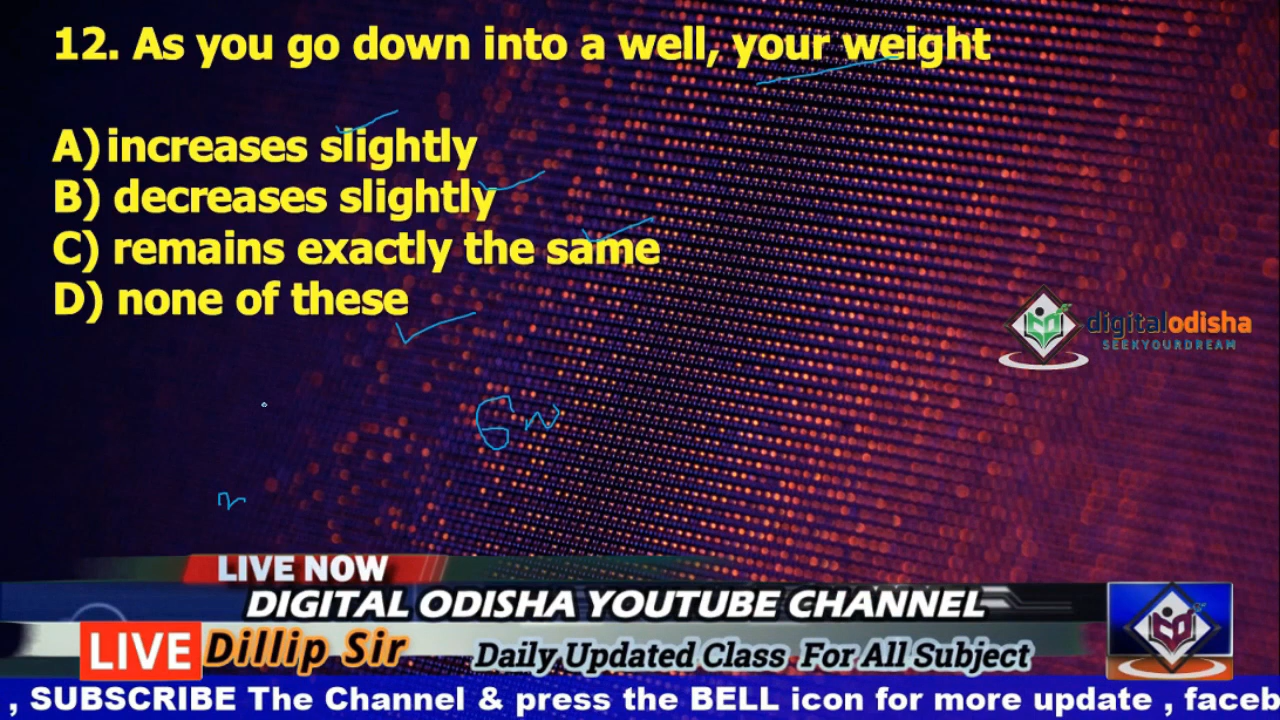 12. As you go down into a well, your weight
A) increases slightly
B) decreases slightly
C) remains exactly the same
D) none of these
digitalodisha
SEEKYOURDREAM
LIVE NOW
DIGITAL ODISHA YOUTUBE CHANNEL
LIVE Dillip Sir Daily Updated Class For All Subject
, SUBSCRIBE The Channel & press the BELL icon for more update , faceb